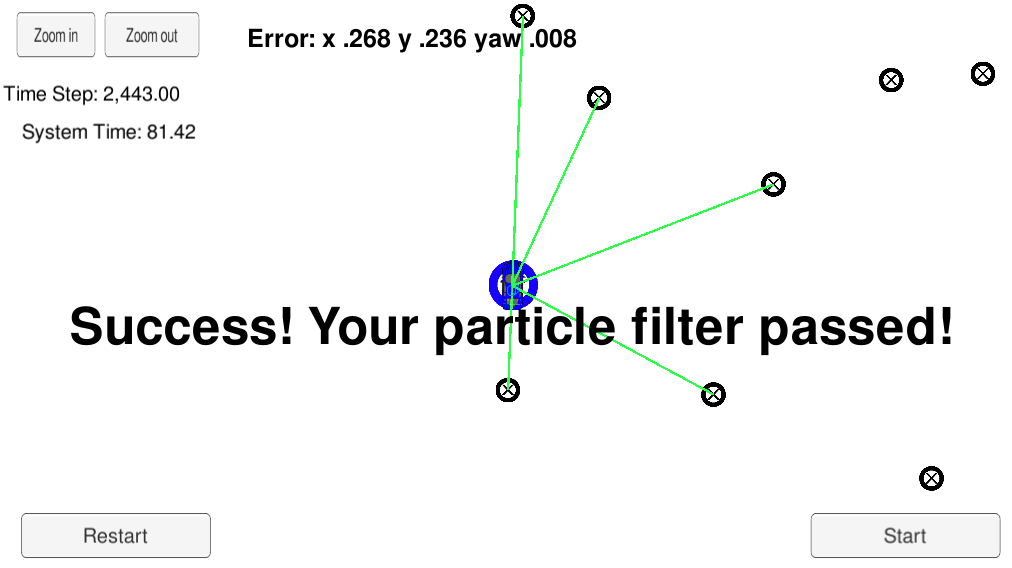 Zoom in
Zoom out
Error: x .268 y .236 yaw .008
Time Step: 2,443.00
System Time: 81.42
Success! Your particle filter passed!
Restart
Start